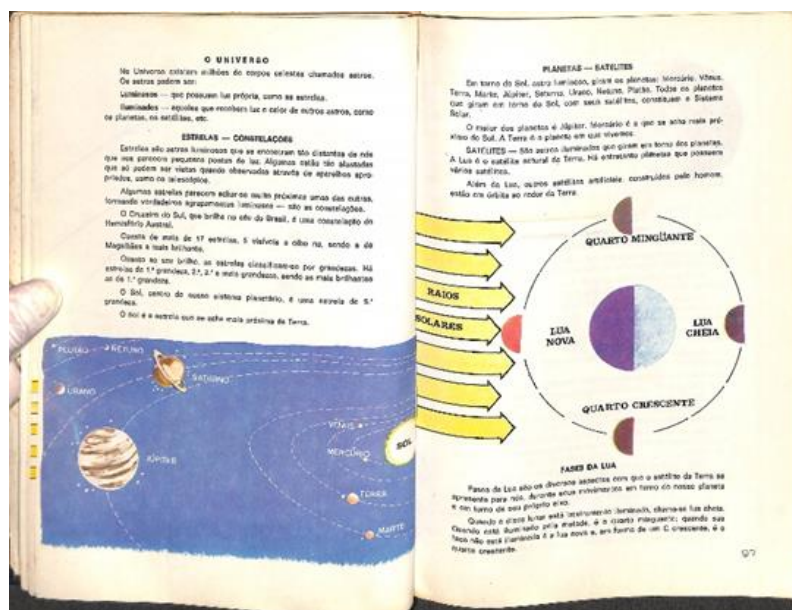 O UNIVERSO
No Universo existem milhões de corpos celestes chamados astros.
Os astros podem ser:
Luminosos — que possuem luz própria, como as estrelas.
Iluminados — aqueles que recebem luz e calor de outros astros, como
os planetas, os satélites, etc.
ESTRELAS — CONSTELAÇÕES
Estrelas são astros luminosos que se encontram tão distantes de nós
que nos parecem pequenos pontos de luz. Algumas estão tão afastadas
que só podem ser vistas quando observadas através de aparelhos apro-
priados, como os telescópios.
Algumas estrelas parecem achar-se muito próximas umas das outras,
formando verdadeiros agrupamentos luminosos — são as constelações.
O Cruzeiro do Sul, que brilha no céu do Brasil, é uma constelação do
Hemisfério Austral.
Consta de mais de 17 estrelas, 5 visíveis a olho nu, sendo a de
Magalhães a mais brilhante.
Quanto ao seu brilho, as estrelas classificam-se por grandezas. Há
estrelas de 1.ª grandeza, 2.ª, 3.ª e mais grandezas, sendo as mais brilhantes
as de 1.ª grandeza.
O Sol, centro do nosso sistema planetário, é uma estrela de 5.ª
grandeza.
O Sol é a estrela que se acha mais próxima da Terra.
PLUTÃO
NETUNO
URANO
SATURNO
JÚPITER
VÊNUS
MERCÚRIO
SOL
TERRA
MARTE
PLANETAS — SATÉLITES
Em torno do Sol, astro luminoso, giram os planetas: Mercúrio, Vênus,
Terra, Marte, Júpiter, Saturno, Urano, Netuno, Plutão. Todos os planetas
que giram em torno do Sol, com seus satélites, constituem o Sistema
Solar.
O maior dos planetas é Júpiter. Mercúrio é o que se acha mais pró-
ximo do Sol. A Terra é o planeta em que vivemos.
SATÉLITES — São astros iluminados que giram em torno dos planetas.
A Lua é o satélite natural da Terra. Há entretanto planetas que possuem
vários satélites.
Além da Lua, outros satélites artificiais, construídos pelo homem,
estão em órbita ao redor da Terra.
QUARTO MINGÜANTE
RAIOS
SOLARES
LUA
NOVA
LUA
CHEIA
QUARTO CRESCENTE
FASES DA LUA
Fases da Lua são os diversos aspectos com que o satélite da Terra se
apresenta para nós, durante seus movimentos em torno do nosso planeta
e em torno de seu próprio eixo.
Quando o disco lunar está inteiramente iluminado, chama-se lua cheia.
Quando está iluminado pela metade, é o quarto minguante; quando sua
face não está iluminada é a lua nova e, em forma de um C crescente, é o
quarto crescente.